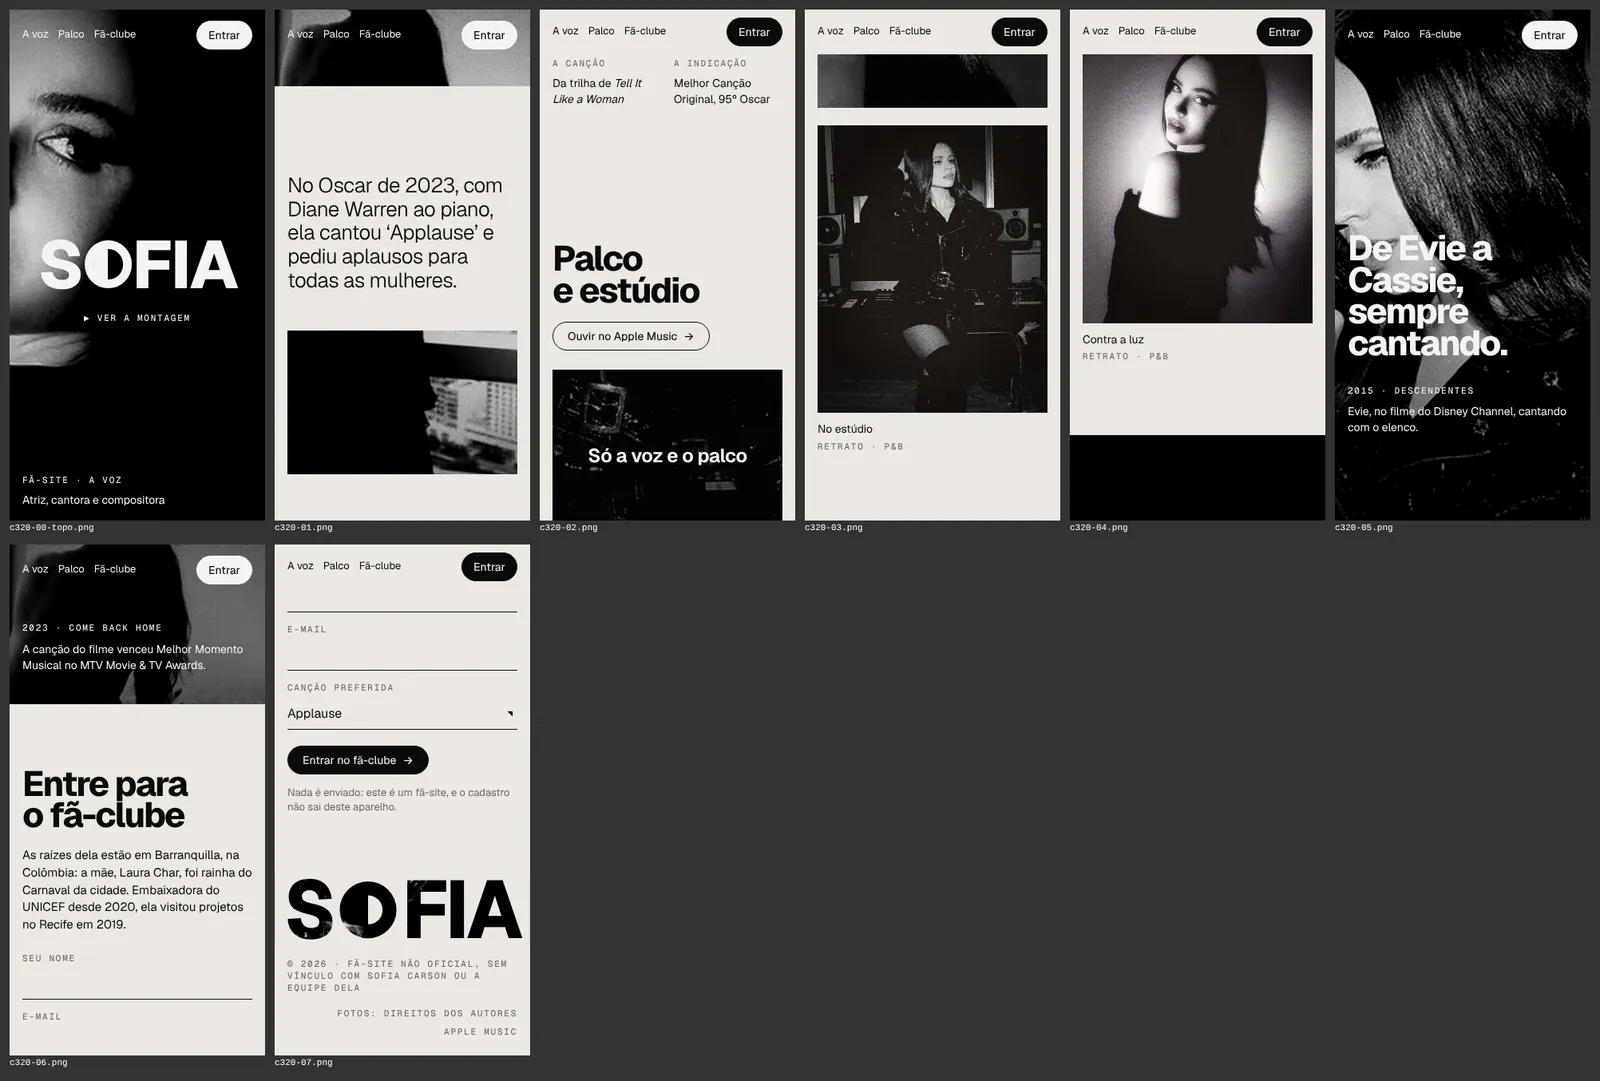 A voz Palco Fã-clube Entrar
SOFIA
▶ VER A MONTAGEM
FÃ-SITE · A VOZ
Atriz, cantora e compositora
c320-00-topo.png
A voz Palco Fã-clube Entrar
No Oscar de 2023, com
Diane Warren ao piano,
ela cantou ‘Applause’ e
pediu aplausos para
todas as mulheres.
c320-01.png
A voz Palco Fã-clube Entrar
A CANÇÃO
Da trilha de Tell It
Like a Woman
A INDICAÇÃO
Melhor Canção
Original, 95º Oscar
Palco
e estúdio
Ouvir no Apple Music →
Só a voz e o palco
c320-02.png
A voz Palco Fã-clube Entrar
No estúdio
RETRATO · P&B
c320-03.png
A voz Palco Fã-clube Entrar
Contra a luz
RETRATO · P&B
c320-04.png
A voz Palco Fã-clube Entrar
De Evie a
Cassie,
sempre
cantando.
2015 · DESCENDENTES
Evie, no filme do Disney Channel, cantando
com o elenco.
c320-05.png
A voz Palco Fã-clube Entrar
2023 · COME BACK HOME
A canção do filme venceu Melhor Momento
Musical no MTV Movie & TV Awards.
Entre para
o fã-clube
As raízes dela estão em Barranquilla, na
Colômbia: a mãe, Laura Char, foi rainha do
Carnaval da cidade. Embaixadora do
UNICEF desde 2020, ela visitou projetos
no Recife em 2019.
SEU NOME
E-MAIL
c320-06.png
A voz Palco Fã-clube Entrar
E-MAIL
CANÇÃO PREFERIDA
Applause
Entrar no fã-clube →
Nada é enviado: este é um fã-site, e o cadastro
não sai deste aparelho.
SOFIA
© 2026 · FÃ-SITE NÃO OFICIAL, SEM
VÍNCULO COM SOFIA CARSON OU A
EQUIPE DELA
FOTOS: DIREITOS DOS AUTORES
APPLE MUSIC
c320-07.png